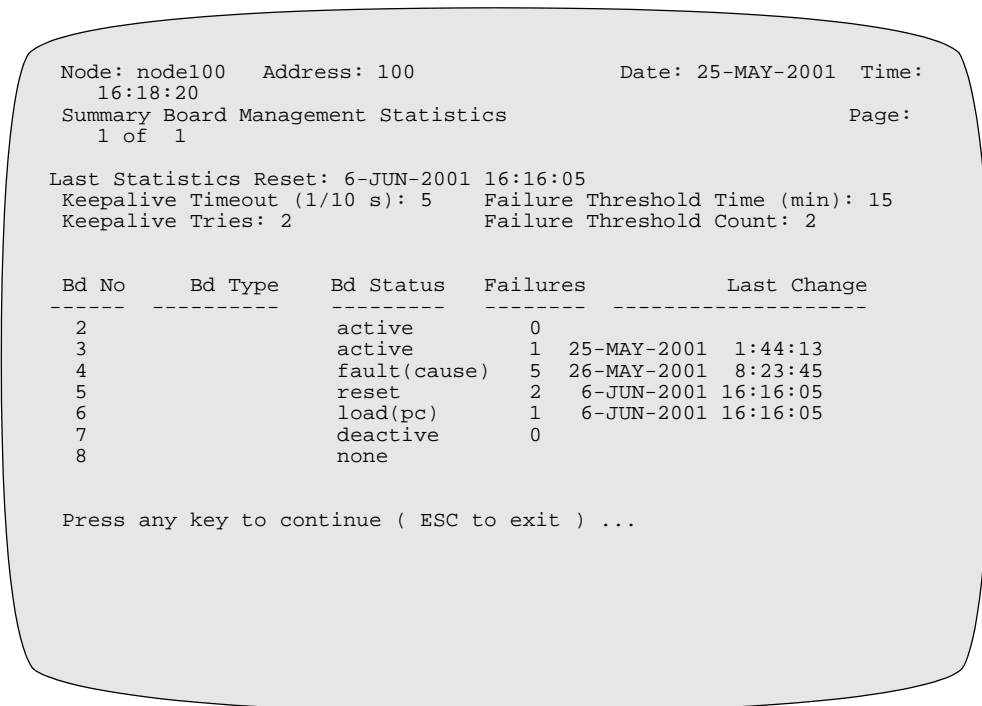 Node: node100   Address: 100                Date: 25-MAY-2001  Time:
16:18:20
Summary Board Management Statistics                           Page:
1 of  1
Last Statistics Reset: 6-JUN-2001 16:16:05
Keepalive Timeout (1/10 s): 5   Failure Threshold Time (min): 15
Keepalive Tries: 2               Failure Threshold Count: 2
Bd No     Bd Type    Bd Status   Failures           Last Change
------  ----------    ---------   --------  --------------------
2                    active         0
3                    active         1  25-MAY-2001  1:44:13
4                    fault(cause)   5  26-MAY-2001  8:23:45
5                    reset          2   6-JUN-2001 16:16:05
6                    load(pc)       1   6-JUN-2001 16:16:05
7                    deactive       0
8                    none
Press any key to continue ( ESC to exit ) ...